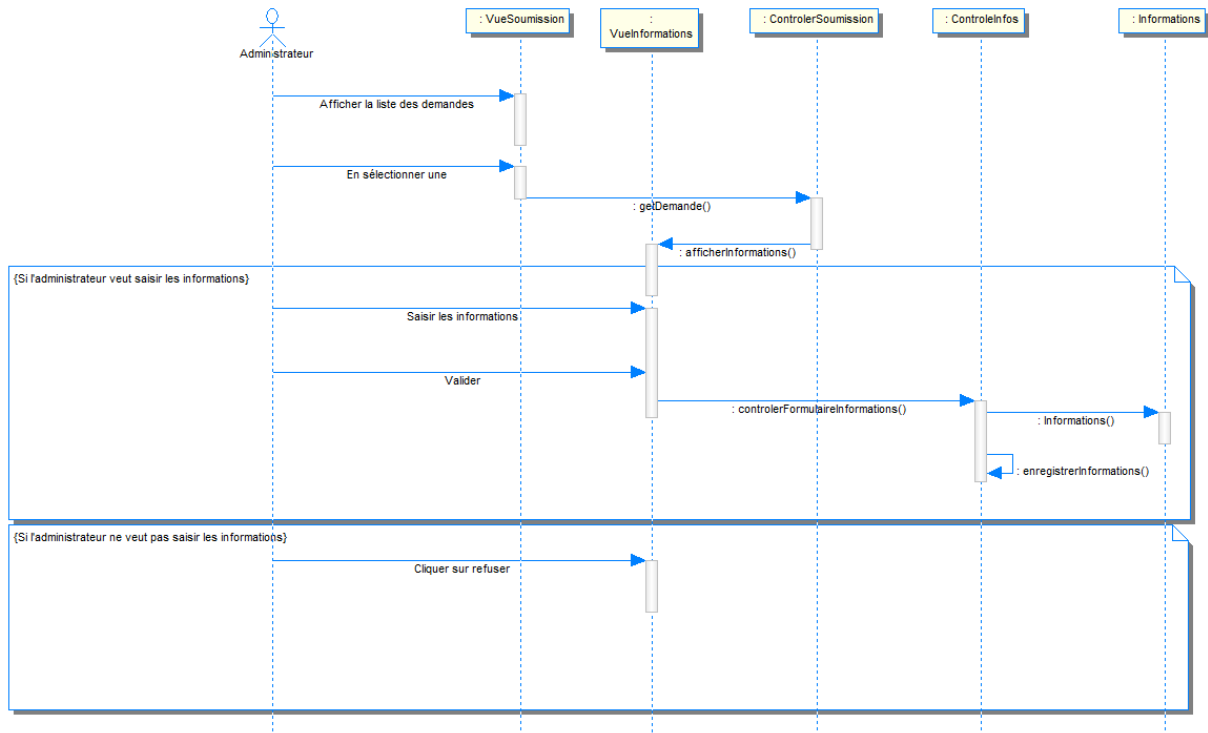 : VueSoumission
:
VueInformations
: ControlerSoumission
: ControleInfos
: Informations
Administrateur
Afficher la liste des demandes
En sélectionner une
: getDemande()
: afficherInformations()
{Si l'administrateur veut saisir les informations}
Saisir les informations
Valider
: controlerFormulaireInformations()
: Informations()
: enregistrerInformations()
{Si l'administrateur ne veut pas saisir les informations}
Cliquer sur refuser